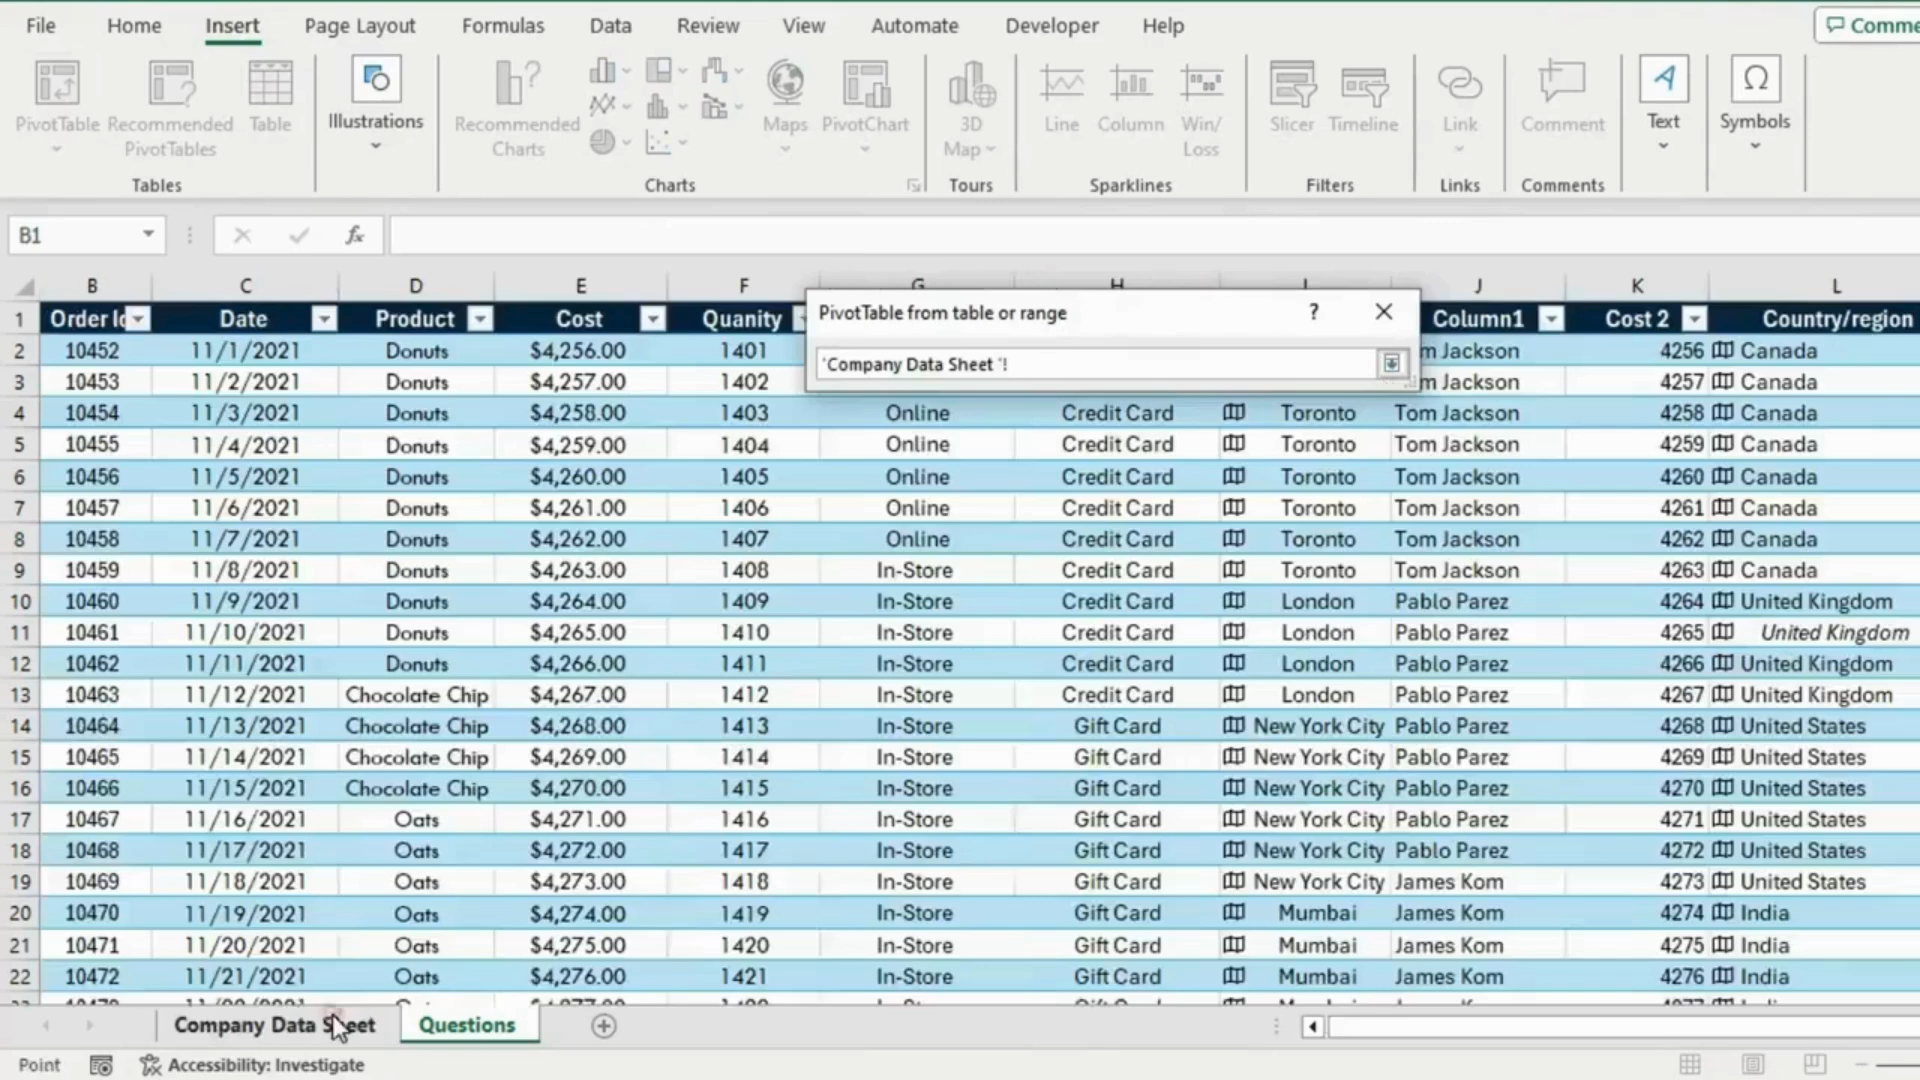 File Home Insert Page Layout Formulas Data Review View Automate Developer Help Comme
PivotTable Recommended PivotTables Table Illustrations Recommended Charts Maps PivotChart 3D Map Line Column Win/ Loss Slicer Timeline Link Comment Text Symbols
Tables Charts Tours Sparklines Filters Links Comments
B1 fx
B C D E F G H I J K L
1 Order Ic Date Product Cost Quanity Column1 Cost 2 Country/region
PivotTable from table or range ?
'Company Data Sheet '!
2 10452 11/1/2021 Donuts $4,256.00 1401 m Jackson 4256 Canada
3 10453 11/2/2021 Donuts $4,257.00 1402 m Jackson 4257 Canada
4 10454 11/3/2021 Donuts $4,258.00 1403 Online Credit Card Toronto Tom Jackson 4258 Canada
5 10455 11/4/2021 Donuts $4,259.00 1404 Online Credit Card Toronto Tom Jackson 4259 Canada
6 10456 11/5/2021 Donuts $4,260.00 1405 Online Credit Card Toronto Tom Jackson 4260 Canada
7 10457 11/6/2021 Donuts $4,261.00 1406 Online Credit Card Toronto Tom Jackson 4261 Canada
8 10458 11/7/2021 Donuts $4,262.00 1407 Online Credit Card Toronto Tom Jackson 4262 Canada
9 10459 11/8/2021 Donuts $4,263.00 1408 In-Store Credit Card Toronto Tom Jackson 4263 Canada
10 10460 11/9/2021 Donuts $4,264.00 1409 In-Store Credit Card London Pablo Parez 4264 United Kingdom
11 10461 11/10/2021 Donuts $4,265.00 1410 In-Store Credit Card London Pablo Parez 4265 United Kingdom
12 10462 11/11/2021 Donuts $4,266.00 1411 In-Store Credit Card London Pablo Parez 4266 United Kingdom
13 10463 11/12/2021 Chocolate Chip $4,267.00 1412 In-Store Credit Card London Pablo Parez 4267 United Kingdom
14 10464 11/13/2021 Chocolate Chip $4,268.00 1413 In-Store Gift Card New York City Pablo Parez 4268 United States
15 10465 11/14/2021 Chocolate Chip $4,269.00 1414 In-Store Gift Card New York City Pablo Parez 4269 United States
16 10466 11/15/2021 Chocolate Chip $4,270.00 1415 In-Store Gift Card New York City Pablo Parez 4270 United States
17 10467 11/16/2021 Oats $4,271.00 1416 In-Store Gift Card New York City Pablo Parez 4271 United States
18 10468 11/17/2021 Oats $4,272.00 1417 In-Store Gift Card New York City Pablo Parez 4272 United States
19 10469 11/18/2021 Oats $4,273.00 1418 In-Store Gift Card New York City James Kom 4273 United States
20 10470 11/19/2021 Oats $4,274.00 1419 In-Store Gift Card Mumbai James Kom 4274 India
21 10471 11/20/2021 Oats $4,275.00 1420 In-Store Gift Card Mumbai James Kom 4275 India
22 10472 11/21/2021 Oats $4,276.00 1421 In-Store Gift Card Mumbai James Kom 4276 India
Company Data Sheet Questions
Point Accessibility: Investigate